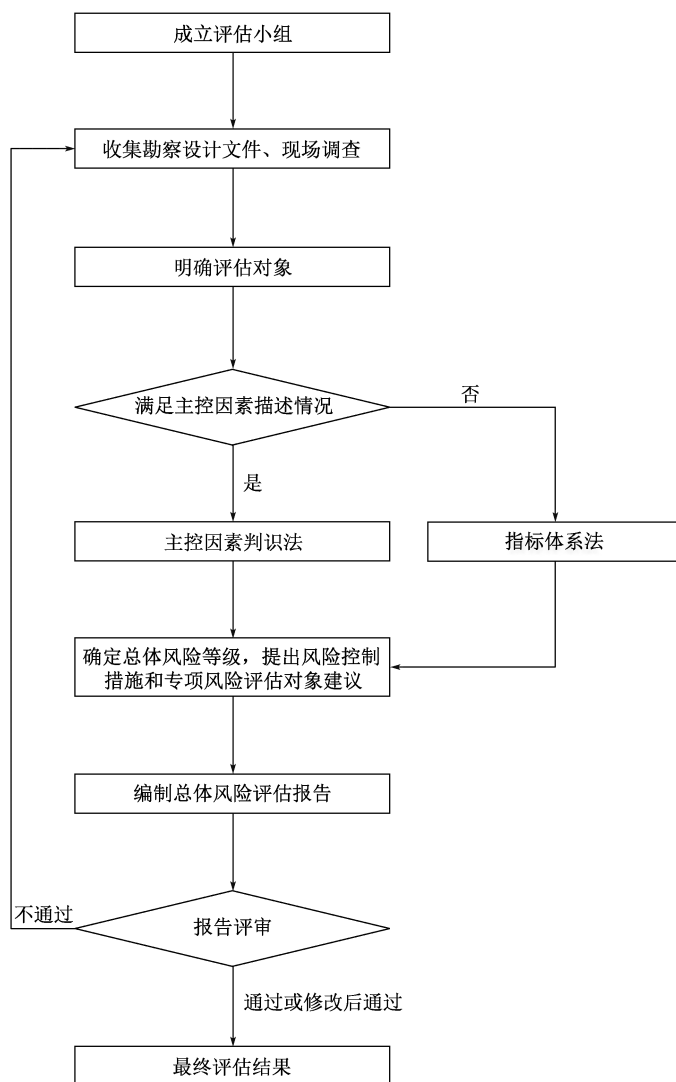 成立评估小组
收集勘察设计文件、现场调查
明确评估对象
满足主控因素描述情况
否
是
主控因素判识法
指标体系法
确定总体风险等级，提出风险控制
措施和专项风险评估对象建议
编制总体风险评估报告
不通过
报告评审
通过或修改后通过
最终评估结果